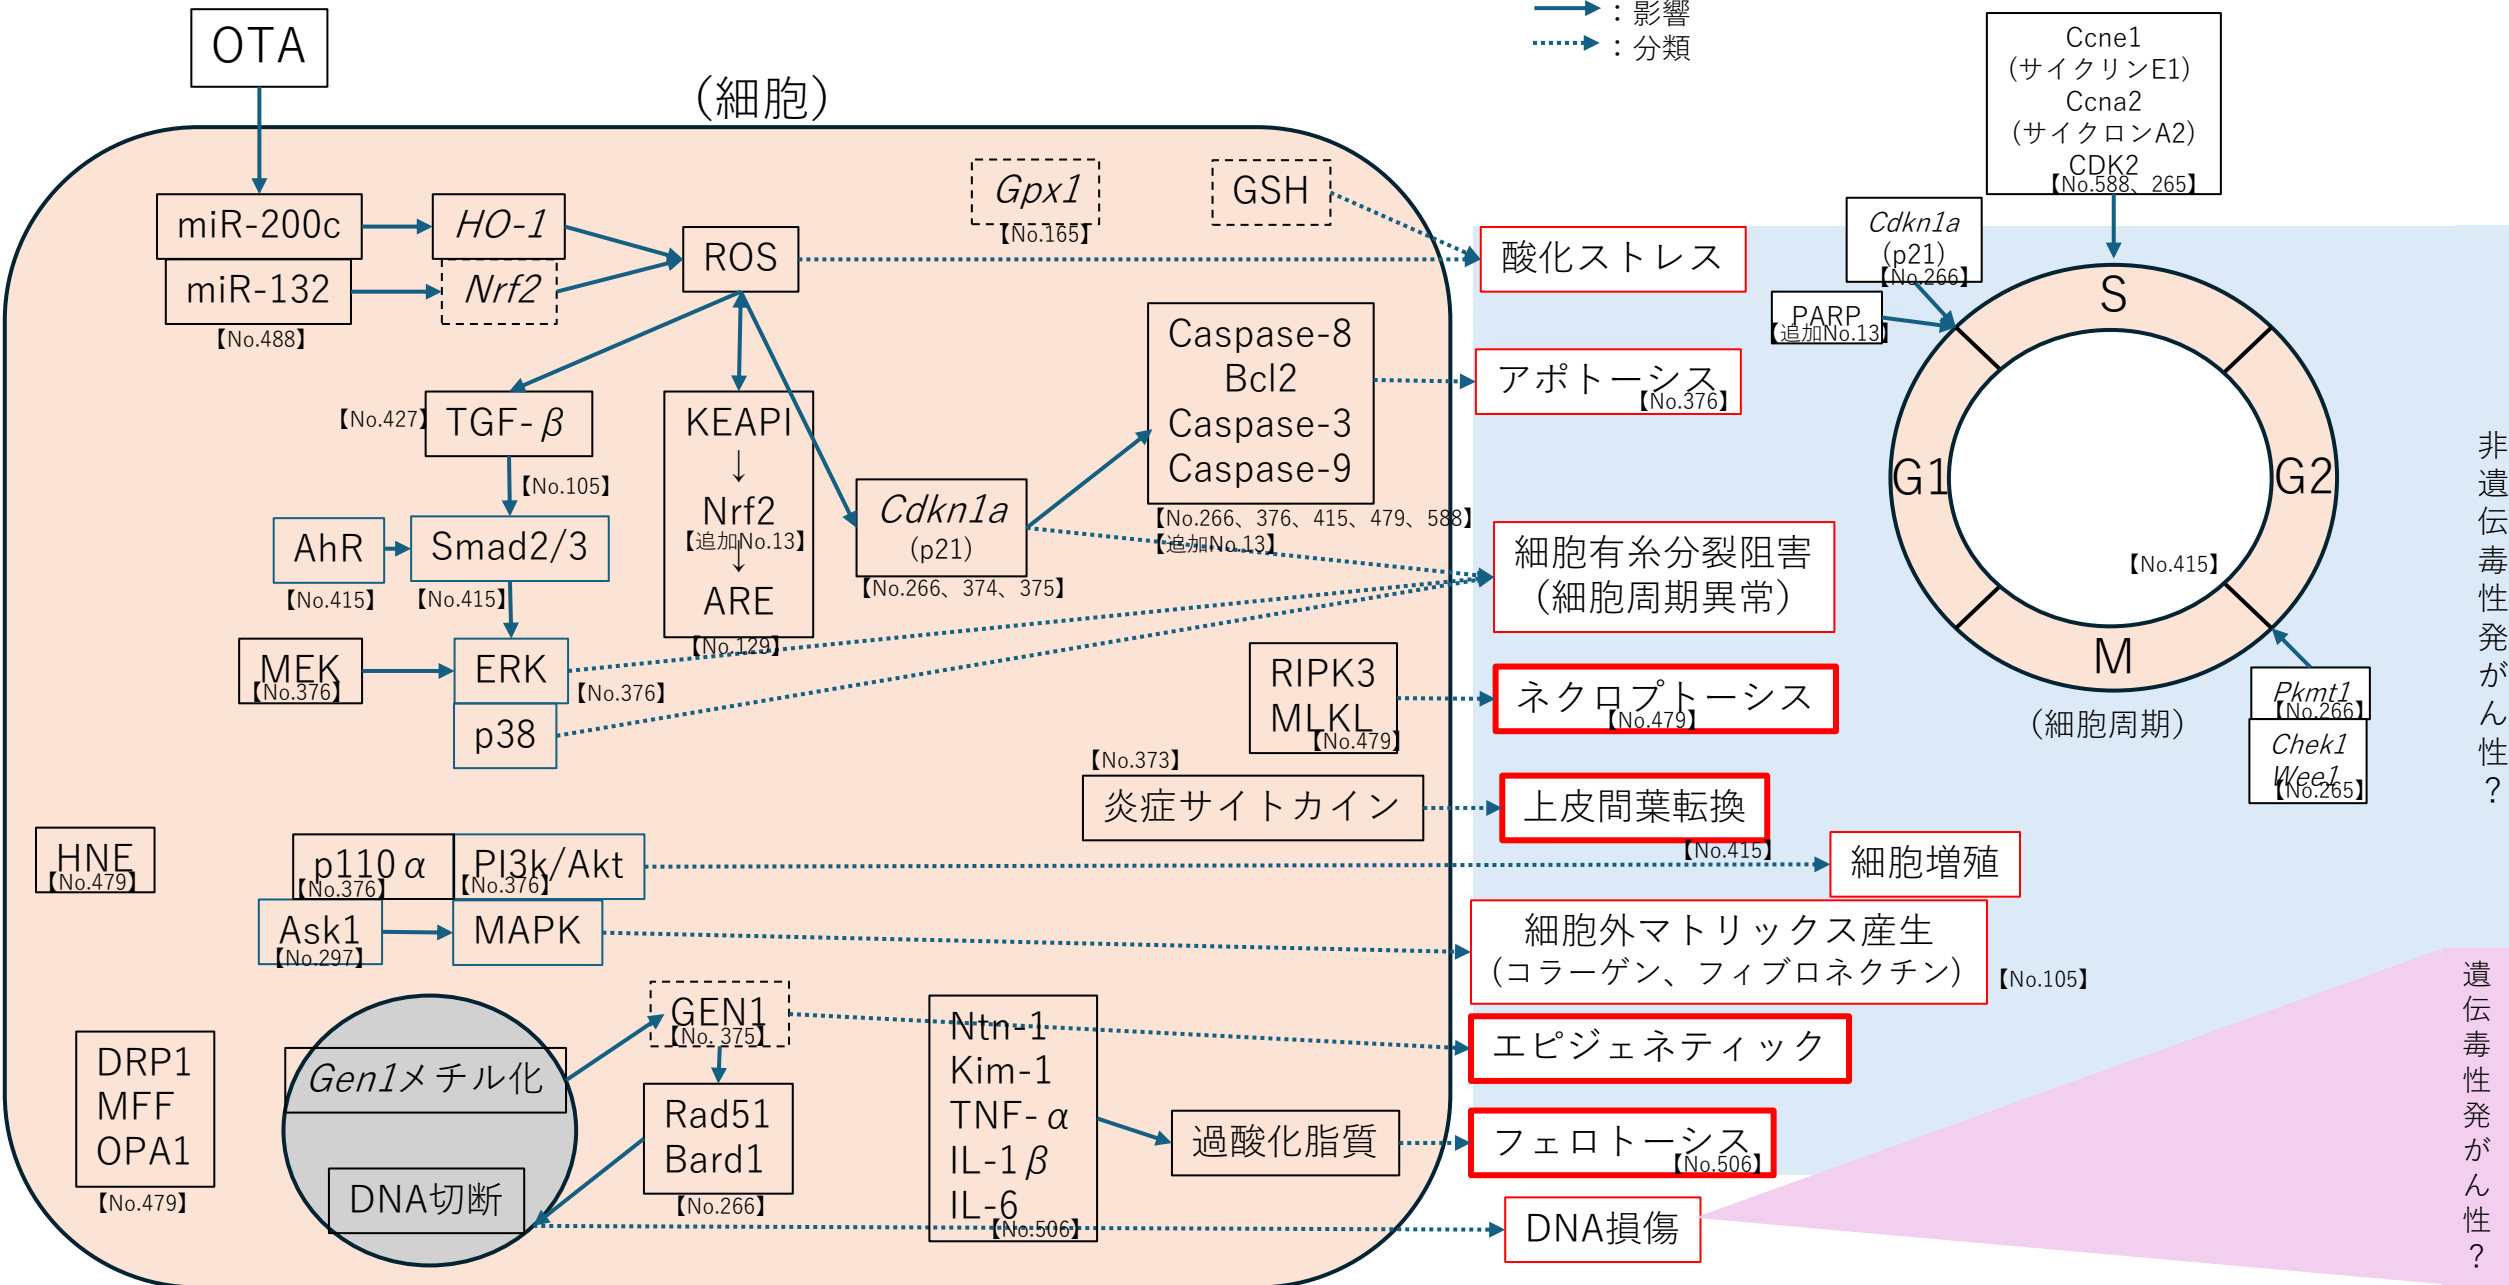 ：影響
：分類
OTA
（細胞）
Ccne1
（サイクリンE1）
Ccna2
（サイクロンA2）
CDK2
【No.588、265】
miR-200c
HO-1
miR-132
Nrf2
【No.488】
ROS
Gpx1
【No.165】
GSH
酸化ストレス
Cdkn1a
(p21)
【No.266】
PARP
【追加No.13】
S
G1
G2
M
【No.415】
（細胞周期）
Caspase-8
Bcl2
Caspase-3
Caspase-9
【No.266、376、415、479、588】
【追加No.13】
アポトーシス
【No.376】
【No.427】
TGF-β
【No.105】
KEAPI
↓
Nrf2
【追加No.13】
↓
ARE
【No.129】
Cdkn1a
(p21)
【No.266、374、375】
AhR
【No.415】
Smad2/3
【No.415】
細胞有糸分裂阻害
（細胞周期異常）
MEK
【No.376】
ERK
【No.376】
p38
RIPK3
MLKL
【No.479】
ネクロプトーシス
【No.479】
Pkmt1
【No.266】
Chek1
Wee1
【No.265】
【No.373】
炎症サイトカイン
上皮間葉転換
【No.415】
HNE
【No.479】
p110α
【No.376】
PI3k/Akt
【No.376】
細胞増殖
Ask1
【No.297】
MAPK
細胞外マトリックス産生
（コラーゲン、フィブロネクチン）
【No.105】
GEN1
【No. 375】
Gen1メチル化
DNA切断
Rad51
Bard1
【No.266】
DRP1
MFF
OPA1
【No.479】
Ntn-1
Kim-1
TNF-α
IL-1β
IL-6
【No.506】
過酸化脂質
エピジェネティック
フェロトーシス
【No.506】
DNA損傷
非遺伝毒性発がん性？
遺伝毒性発がん性？